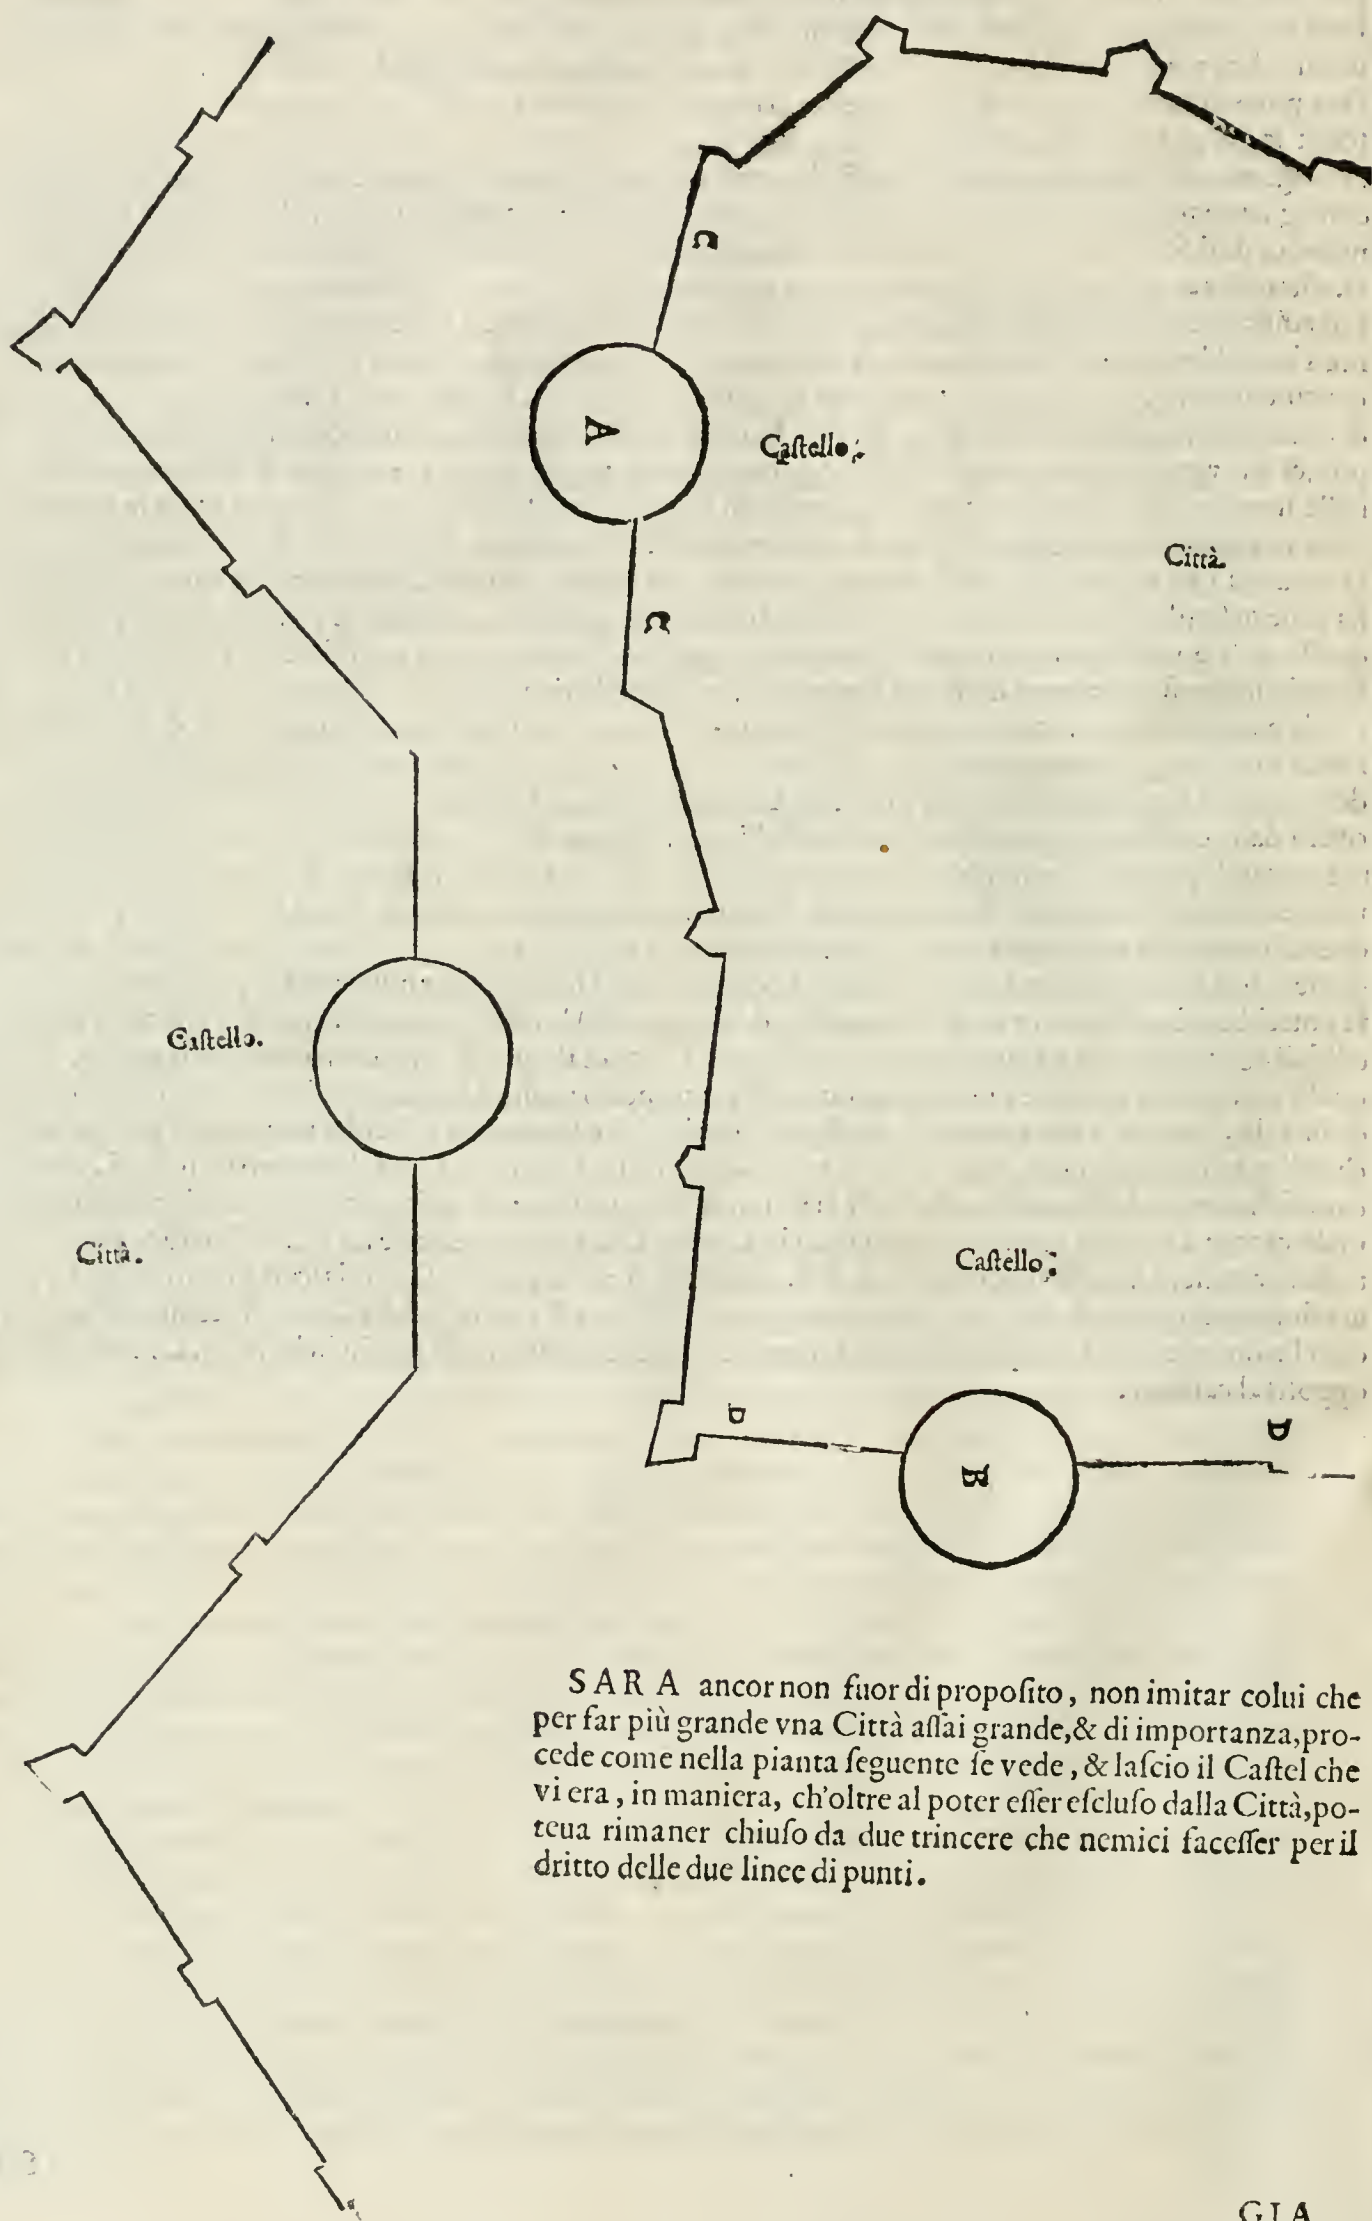 C
A
Caſtello.
Città.
C
Caſtello.
Città.
Caſtello:
D
D
B
SARA ancor non fuor di propoſito, non imitar colui che
per far più grande vna Città aſſai grande,& di importanza,pro-
cede come nella pianta ſeguente ſe vede, & laſcio il Caſtel che
vi era, in maniera, ch'oltre al poter eſſer eſcluſo dalla Città,po-
teua rimaner chiuſo da due trincere che nemici faceſſer per il
dritto delle due linee di punti.
GIA